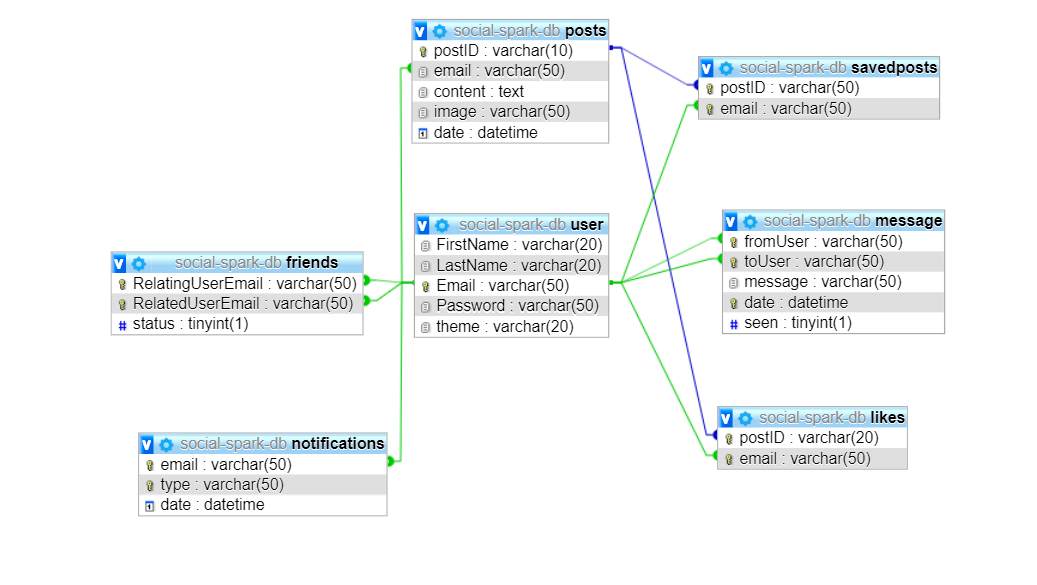 v social-spark-db posts
postID : varchar(10)
email : varchar(50)
content : text
image : varchar(50)
date : datetime
v social-spark-db savedposts
postID : varchar(50)
email : varchar(50)
v social-spark-db user
FirstName : varchar(20)
LastName : varchar(20)
Email : varchar(50)
Password : varchar(50)
theme : varchar(20)
v social-spark-db message
fromUser : varchar(50)
toUser : varchar(50)
message : varchar(50)
date : datetime
# seen : tinyint(1)
v social-spark-db friends
RelatingUserEmail : varchar(50)
RelatedUserEmail : varchar(50)
# status : tinyint(1)
v social-spark-db notifications
email : varchar(50)
type : varchar(50)
date : datetime
v social-spark-db likes
postID : varchar(20)
email : varchar(50)